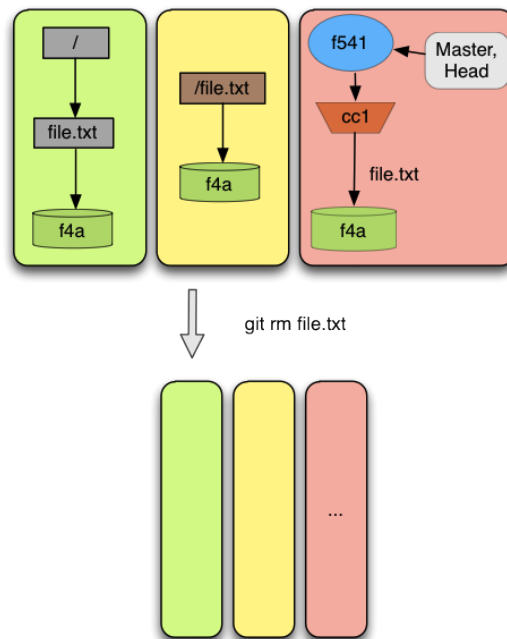 /
file.txt
f4a
/file.txt
f4a
f541
Master,
Head
cc1
file.txt
f4a
git rm file.txt
...